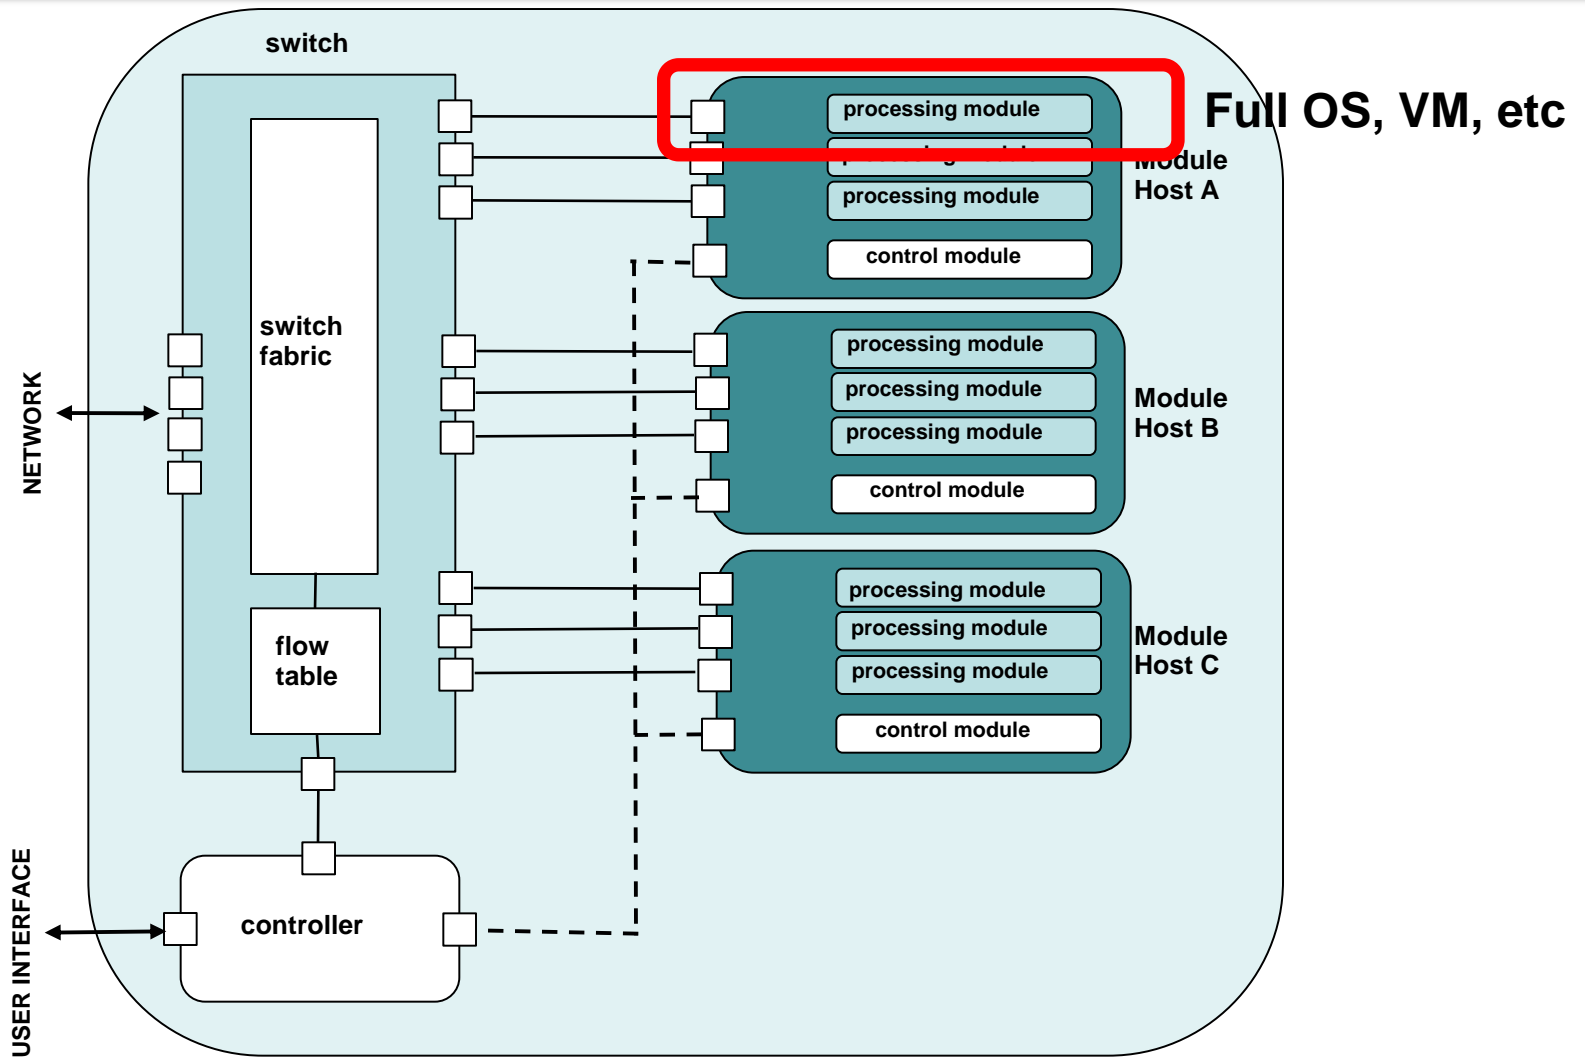 switch
processing module
Full OS, VM, etc
processing module
Module
Host A
processing module
control module
switch
fabric
processing module
processing module
Module
Host B
processing module
control module
NETWORK
processing module
processing module
Module
Host C
processing module
control module
flow
table
controller
USER INTERFACE